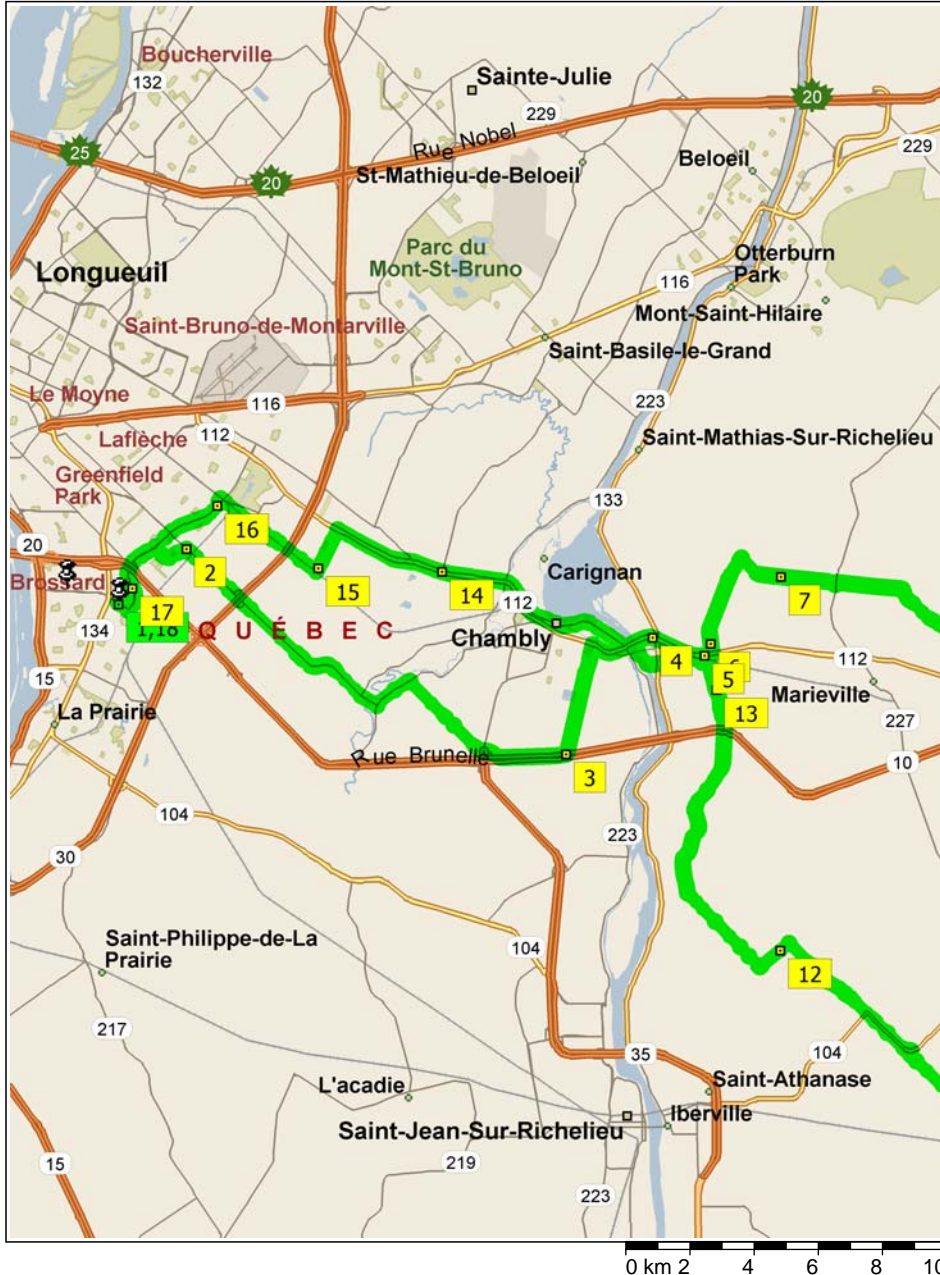 Boucherville
132
Sainte-Julie
229
20
Rue Nobel
25
20
St-Mathieu-de-Beloeil
Beloeil
229
Parc du
Mont-St-Bruno
Otterburn
Park
Longueuil
116
Mont-Saint-Hilaire
Saint-Bruno-de-Montarville
Saint-Basile-le-Grand
Le Moyne
116
223
112
Laflèche
Saint-Mathias-Sur-Richelieu
Greenfield
Park
133
16
20
2
7
Brossard
15
14
Carignan
17
112
1,18
QUÉBEC
Chambly
134
4
6
5
112
15
Marieville
La Prairie
13
227
Rue Brunelle
3
10
104
223
30
Saint-Philippe-de-La
Prairie
104
12
217
35
104
L'acadie
Saint-Athanase
Iberville
Saint-Jean-Sur-Richelieu
15
219
223
0 km 2 4 6 8 10